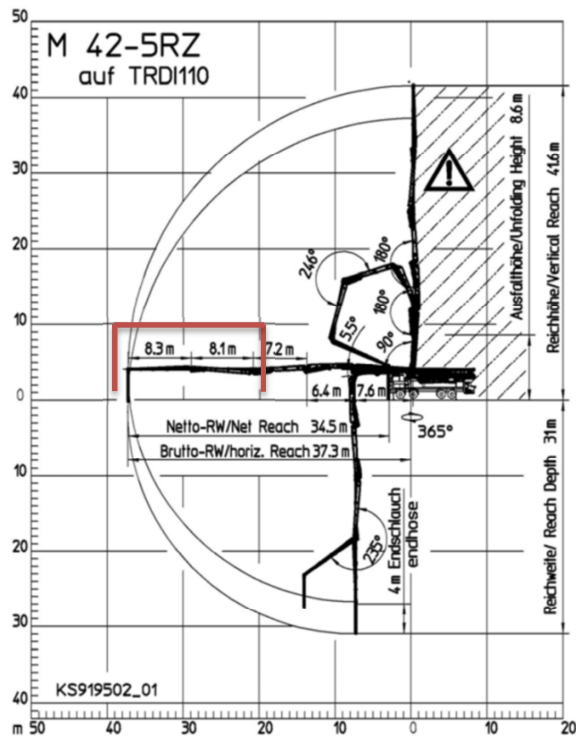 M 42-5RZ
auf TRDI110
50
40
30
20
10
0
10
20
30
40
Ausfalthöhe/Unfolding Height 8.6 m
Reichhöhe/Vertical Reach 41.6 m
246°
180°
180°
5.5°
90°
8.3 m
8.1 m
7.2 m
6.4 m
7.6 m
365°
Netto-RW/Net Reach 34.5 m
Brutto-RW/horiz. Reach 37.3 m
235°
4 m Endschlauch
endhose
Reichweite/ Reach Depth 31 m
KS919502_01
m 50 40 30 20 10 0 10 20